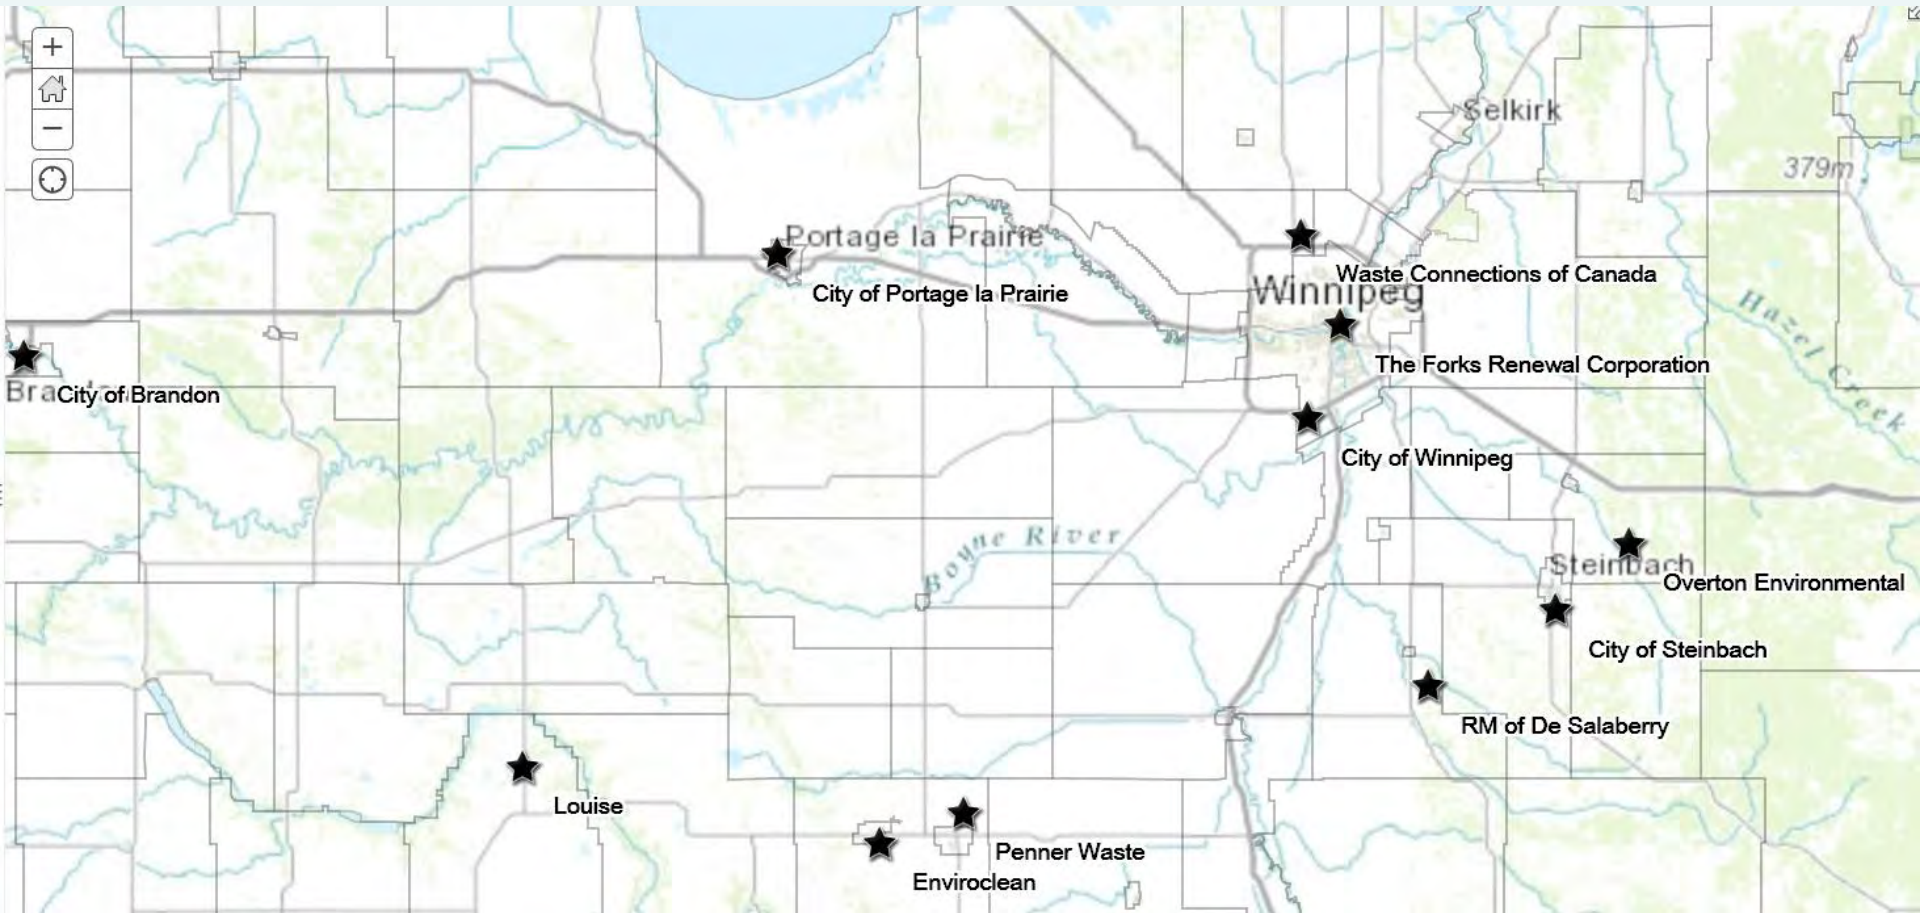 +
−
Selkirk
379m
Portage la Prairie
City of Portage la Prairie
Waste Connections of Canada
Winnipeg
Hazel Creek
The Forks Renewal Corporation
City of Brandon
City of Winnipeg
Boyne River
Steinbach
Overton Environmental
City of Steinbach
RM of De Salaberry
Louise
Penner Waste
Enviroclean